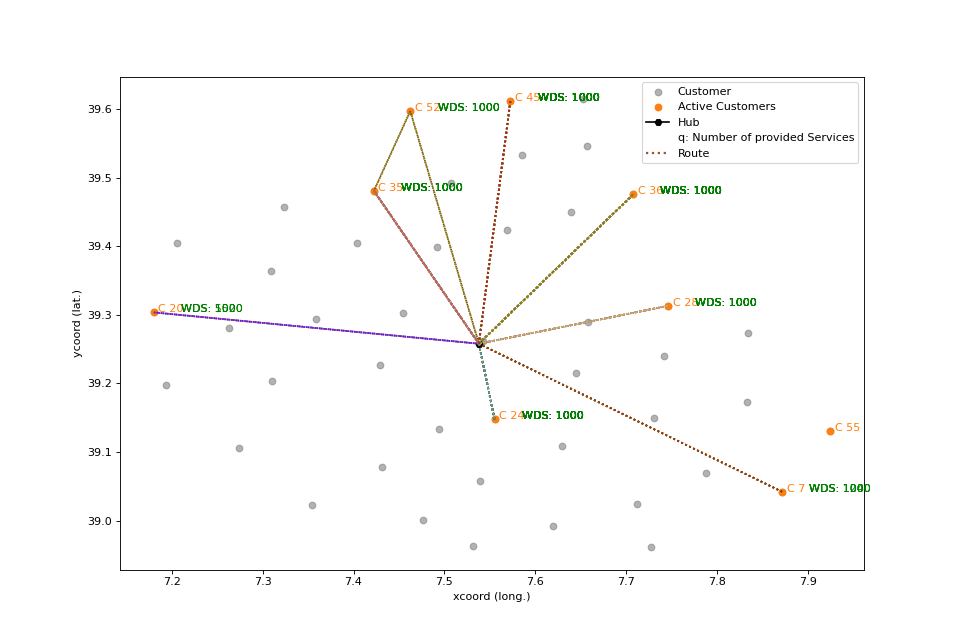 Customer
Active Customers
Hub
q: Number of provided Services
Route
C 52 WDS: 1000
C 45 WDS: 1000
C 35 WDS: 1000
C 36 WDS: 1000
C 20 WDS:
C 28 WDS: 1000
C 24 WDS: 1000
C 55
C 7 WDS:
39.6
39.5
39.4
39.3
39.2
39.1
39.0
ycoord (lat.)
7.2 7.3 7.4 7.5 7.6 7.7 7.8 7.9
xcoord (long.)